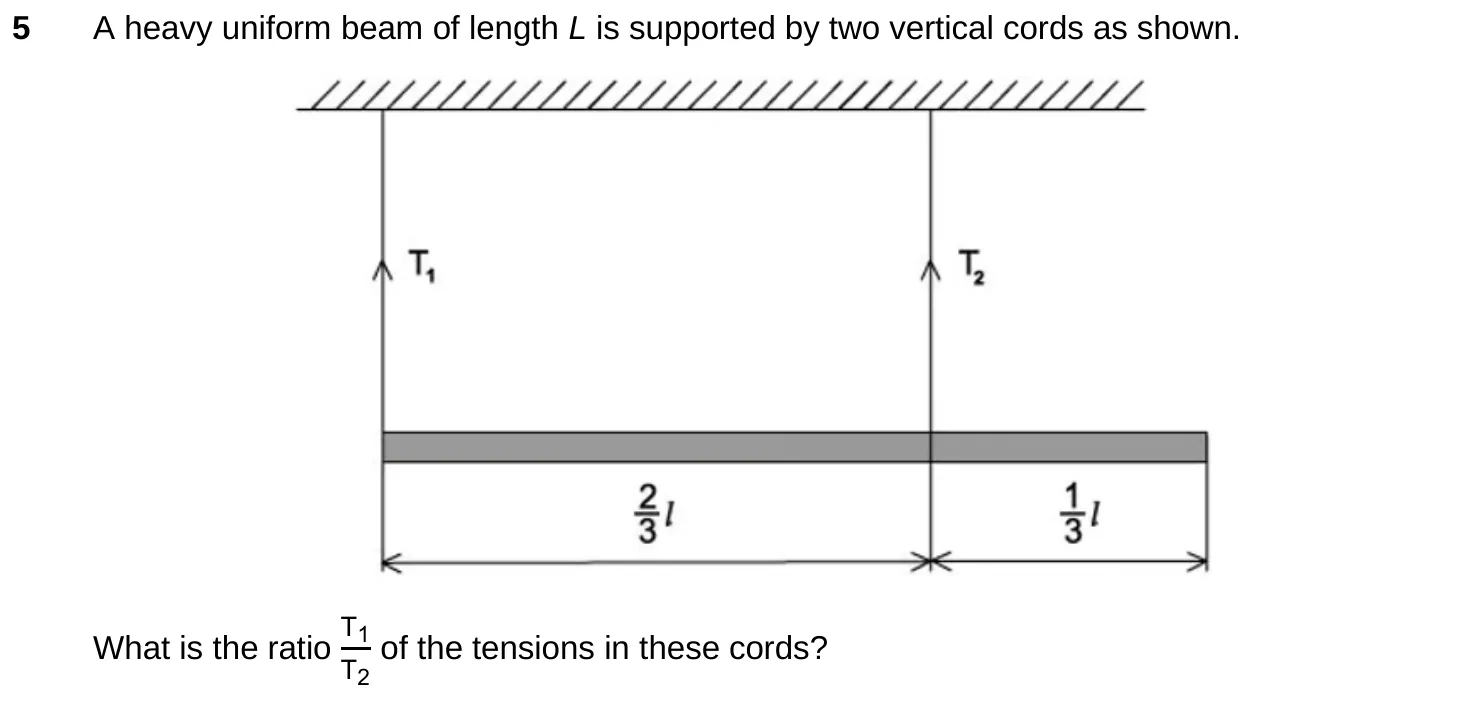 5 A heavy uniform beam of length L is supported by two vertical cords as shown.
T₁ T₂
2/3 l 1/3 l
What is the ratio T₁/T₂ of the tensions in these cords?